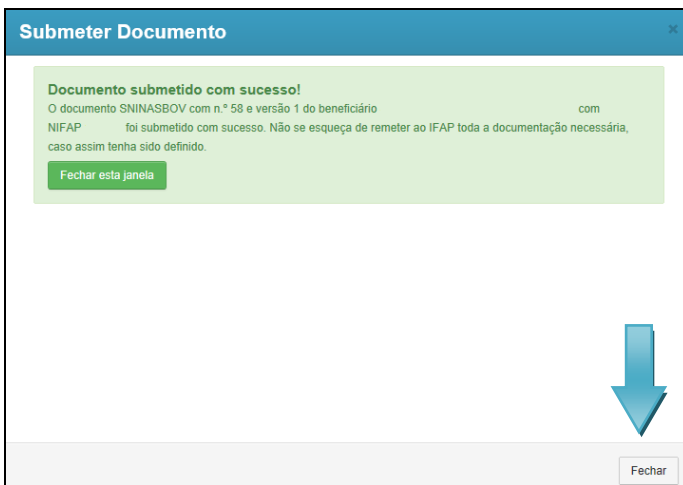 Submeter Documento
×
Documento submetido com sucesso!
O documento SNINASBOV com n.º 58 e versão 1 do beneficiário com
NIFAP foi submetido com sucesso. Não se esqueça de remeter ao IFAP toda a documentação necessária,
caso assim tenha sido definido.
Fechar esta janela
Fechar